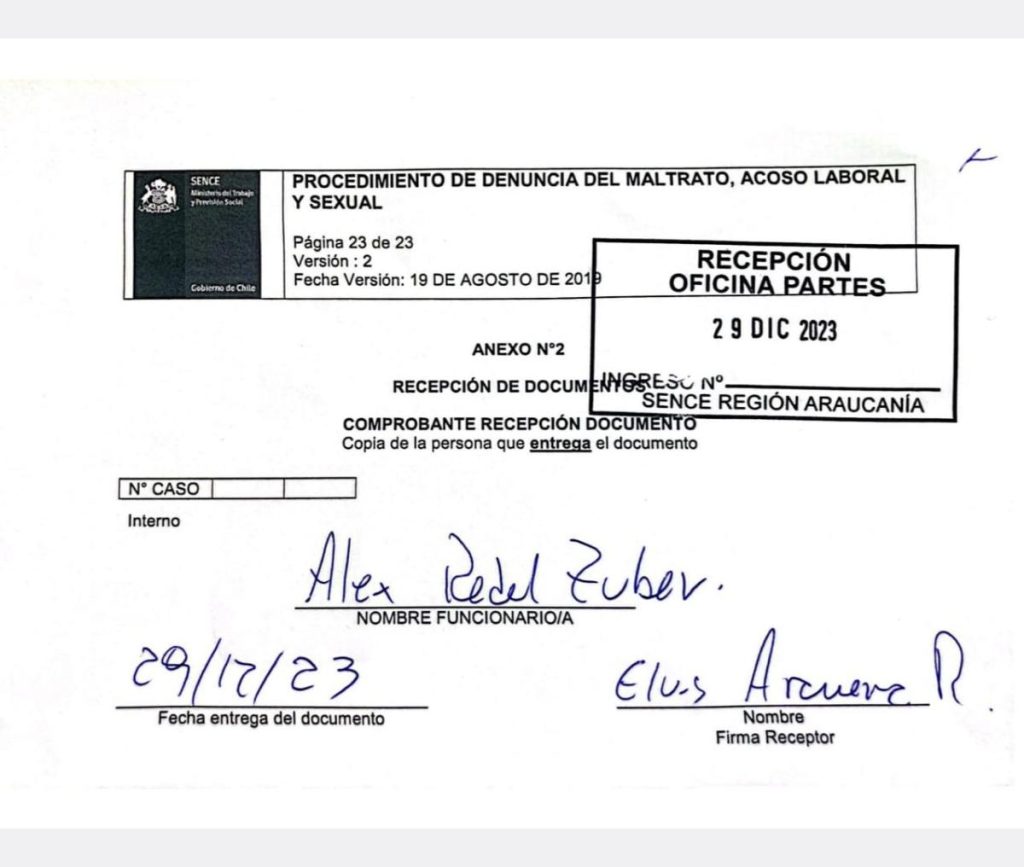 SENCE
Ministerio del Trabajo
y Previsión Social
Gobierno de Chile
PROCEDIMIENTO DE DENUNCIA DEL MALTRATO, ACOSO LABORAL
Y SEXUAL
Página 23 de 23
Versión : 2
Fecha Versión: 19 DE AGOSTO DE 2019
RECEPCIÓN
OFICINA PARTES
29 DIC 2023
INGRESO Nº
SENCE REGIÓN ARAUCANÍA
ANEXO N°2
RECEPCIÓN DE DOCUMENTOS
COMPROBANTE RECEPCIÓN DOCUMENTO
Copia de la persona que entrega el documento
N° CASO
Interno
Alex Redel Zuber.
NOMBRE FUNCIONARIO/A
29/12/23
Fecha entrega del documento
Elvis R.
Nombre
Firma Receptor